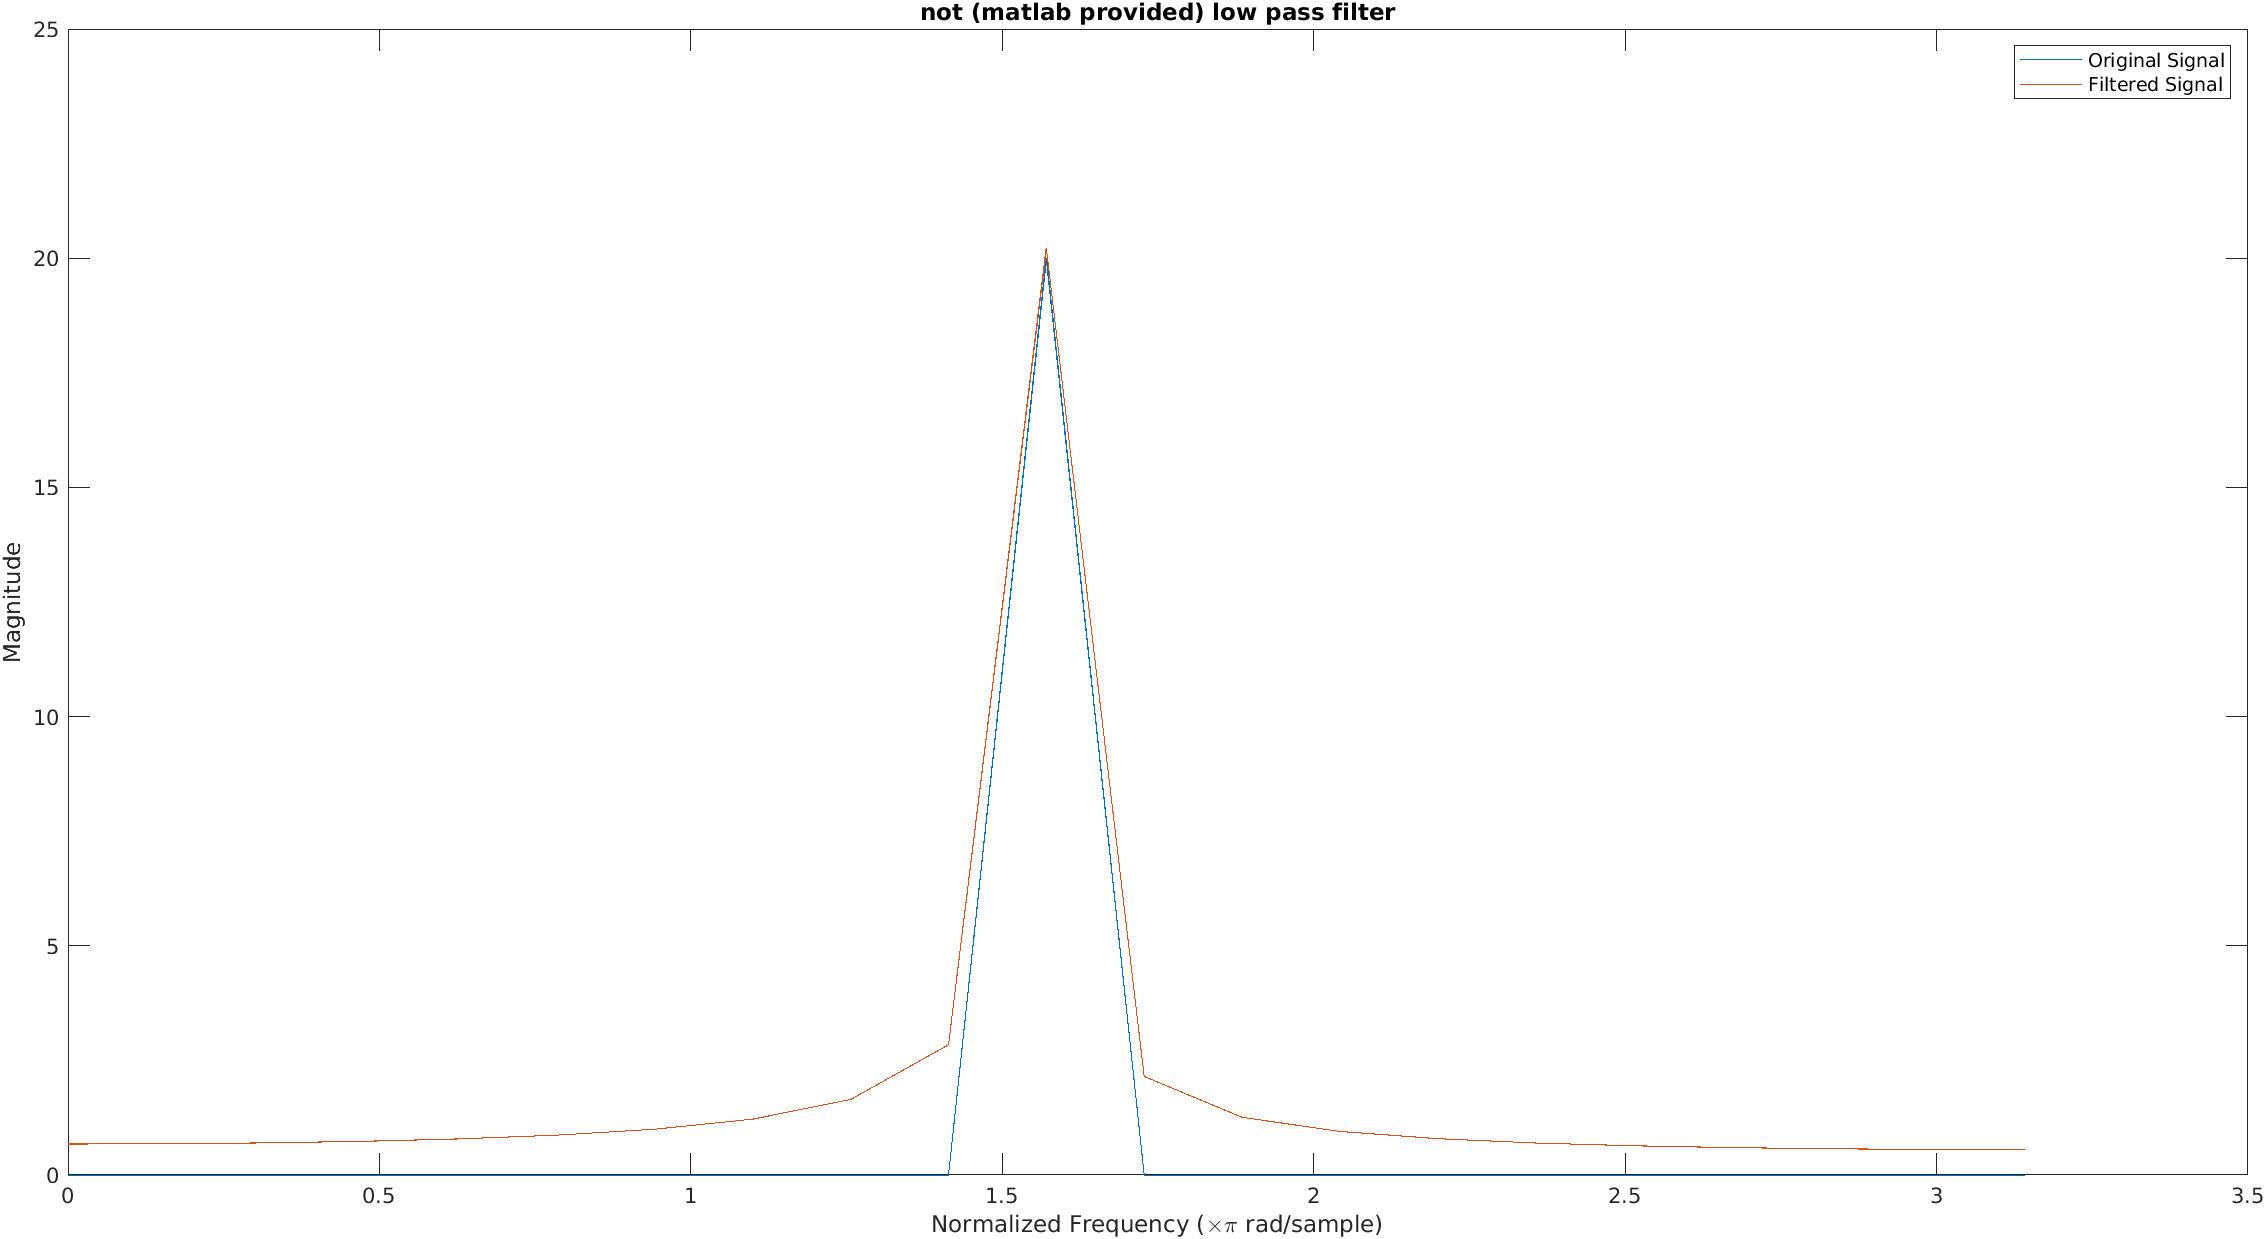 not (matlab provided) low pass filter
Original Signal
Filtered Signal
25
20
15
10
5
0
Magnitude
0 0.5 1 1.5 2 2.5 3 3.5
Normalized Frequency (×π rad/sample)